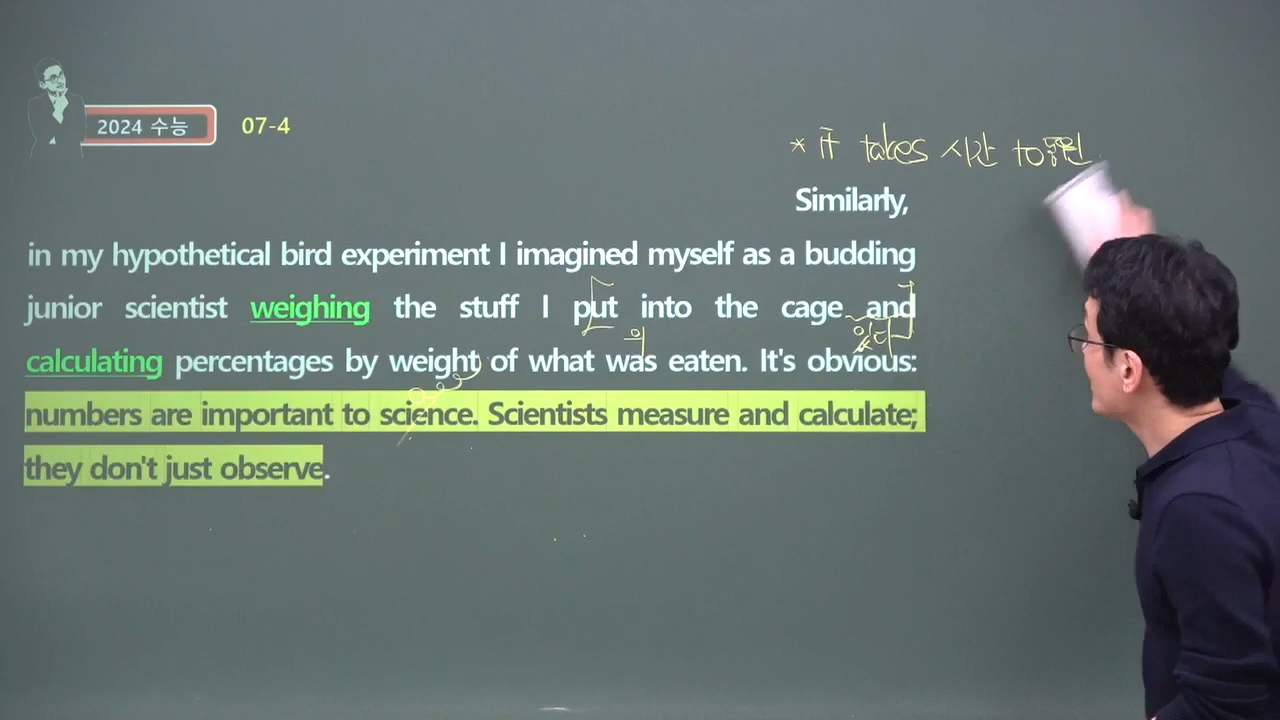 2024 수능 07-4
* it takes 시간 to동원
Similarly,
in my hypothetical bird experiment I imagined myself as a budding
junior scientist weighing the stuff I put into the cage and
calculating percentages by weight of what was eaten. It's obvious:
numbers are important to science. Scientists measure and calculate;
they don't just observe.